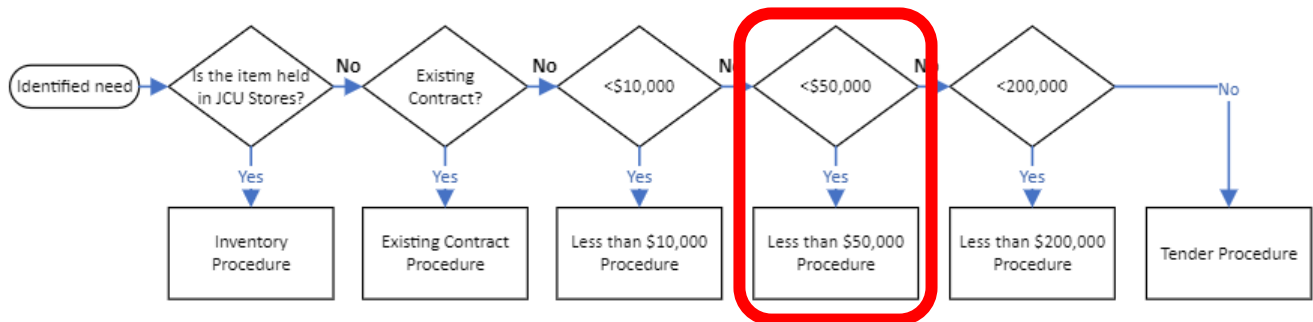 Identified need
Is the item held
in JCU Stores?
No
Existing
Contract?
No
<$10,000
No
<$50,000
No
<200,000
No
Yes
Yes
Yes
Yes
Yes
Inventory
Procedure
Existing Contract
Procedure
Less than $10,000
Procedure
Less than $50,000
Procedure
Less than $200,000
Procedure
Tender Procedure